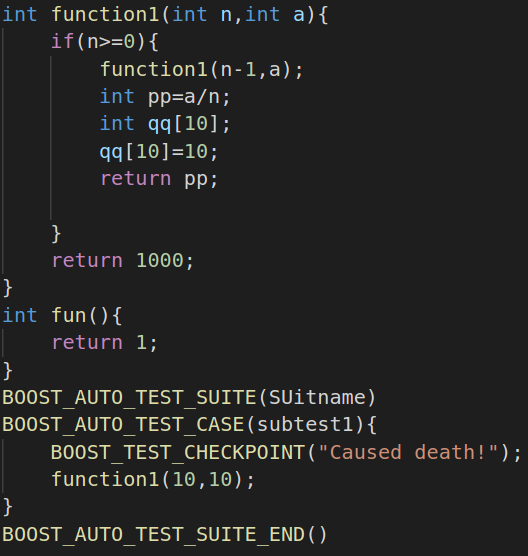 int function1(int n,int a){
    if(n>=0){
        function1(n-1,a);
        int pp=a/n;
        int qq[10];
        qq[10]=10;
        return pp;

    }
    return 1000;
}
int fun(){
    return 1;
}
BOOST_AUTO_TEST_SUITE(SUitname)
BOOST_AUTO_TEST_CASE(subtest1){
    BOOST_TEST_CHECKPOINT("Caused death!");
    function1(10,10);
}
BOOST_AUTO_TEST_SUITE_END()